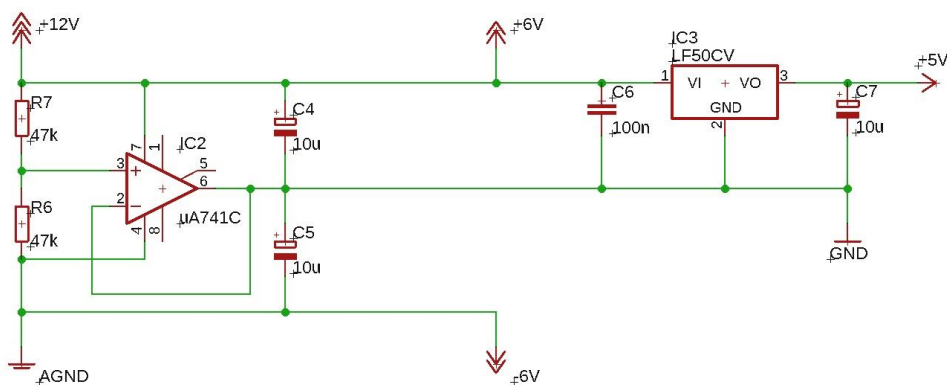 +12V
+6V
IC3
LF50CV
+5V
1
VI
VO
3
GND
2
R7
47k
C4
10u
C6
100n
C7
10u
7
1
IC2
3
+
5
6
2
-
uA741C
4
8
R6
47k
C5
10u
GND
AGND
-6V